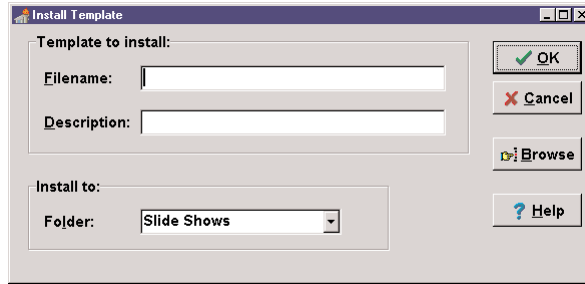 Install Template
Template to install:
Filename:
Description:
OK
Cancel
Browse
Help
Install to:
Folder:
Slide Shows